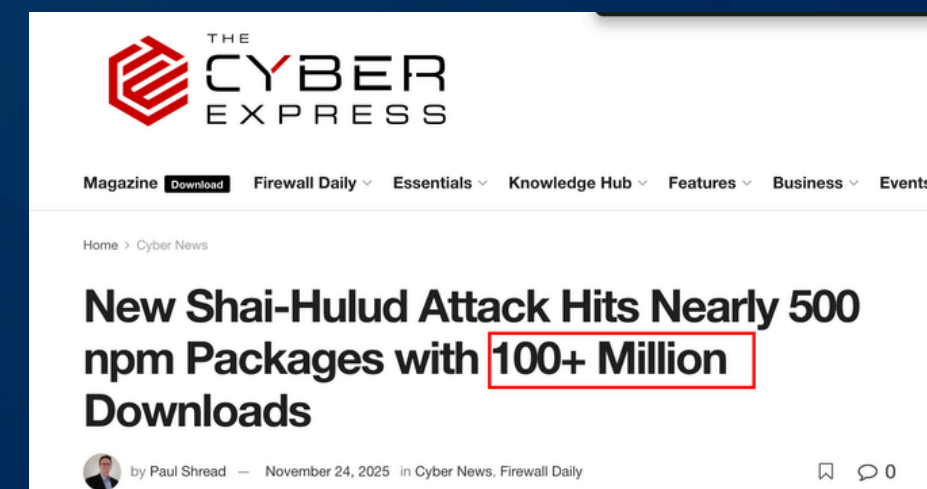 THE
CYBER
EXPRESS
Magazine Download Firewall Daily Essentials Knowledge Hub Features Business Events
Home > Cyber News
New Shai-Hulud Attack Hits Nearly 500
npm Packages with 100+ Million
Downloads
by Paul Shread — November 24, 2025 in Cyber News, Firewall Daily 0